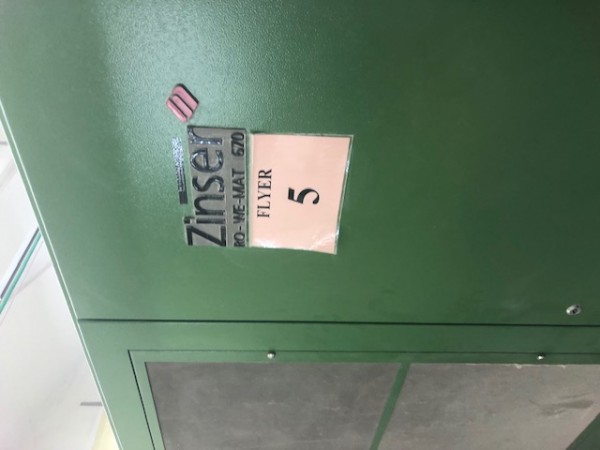 Zinser
RO-WE-MAT 670
FLYER
5